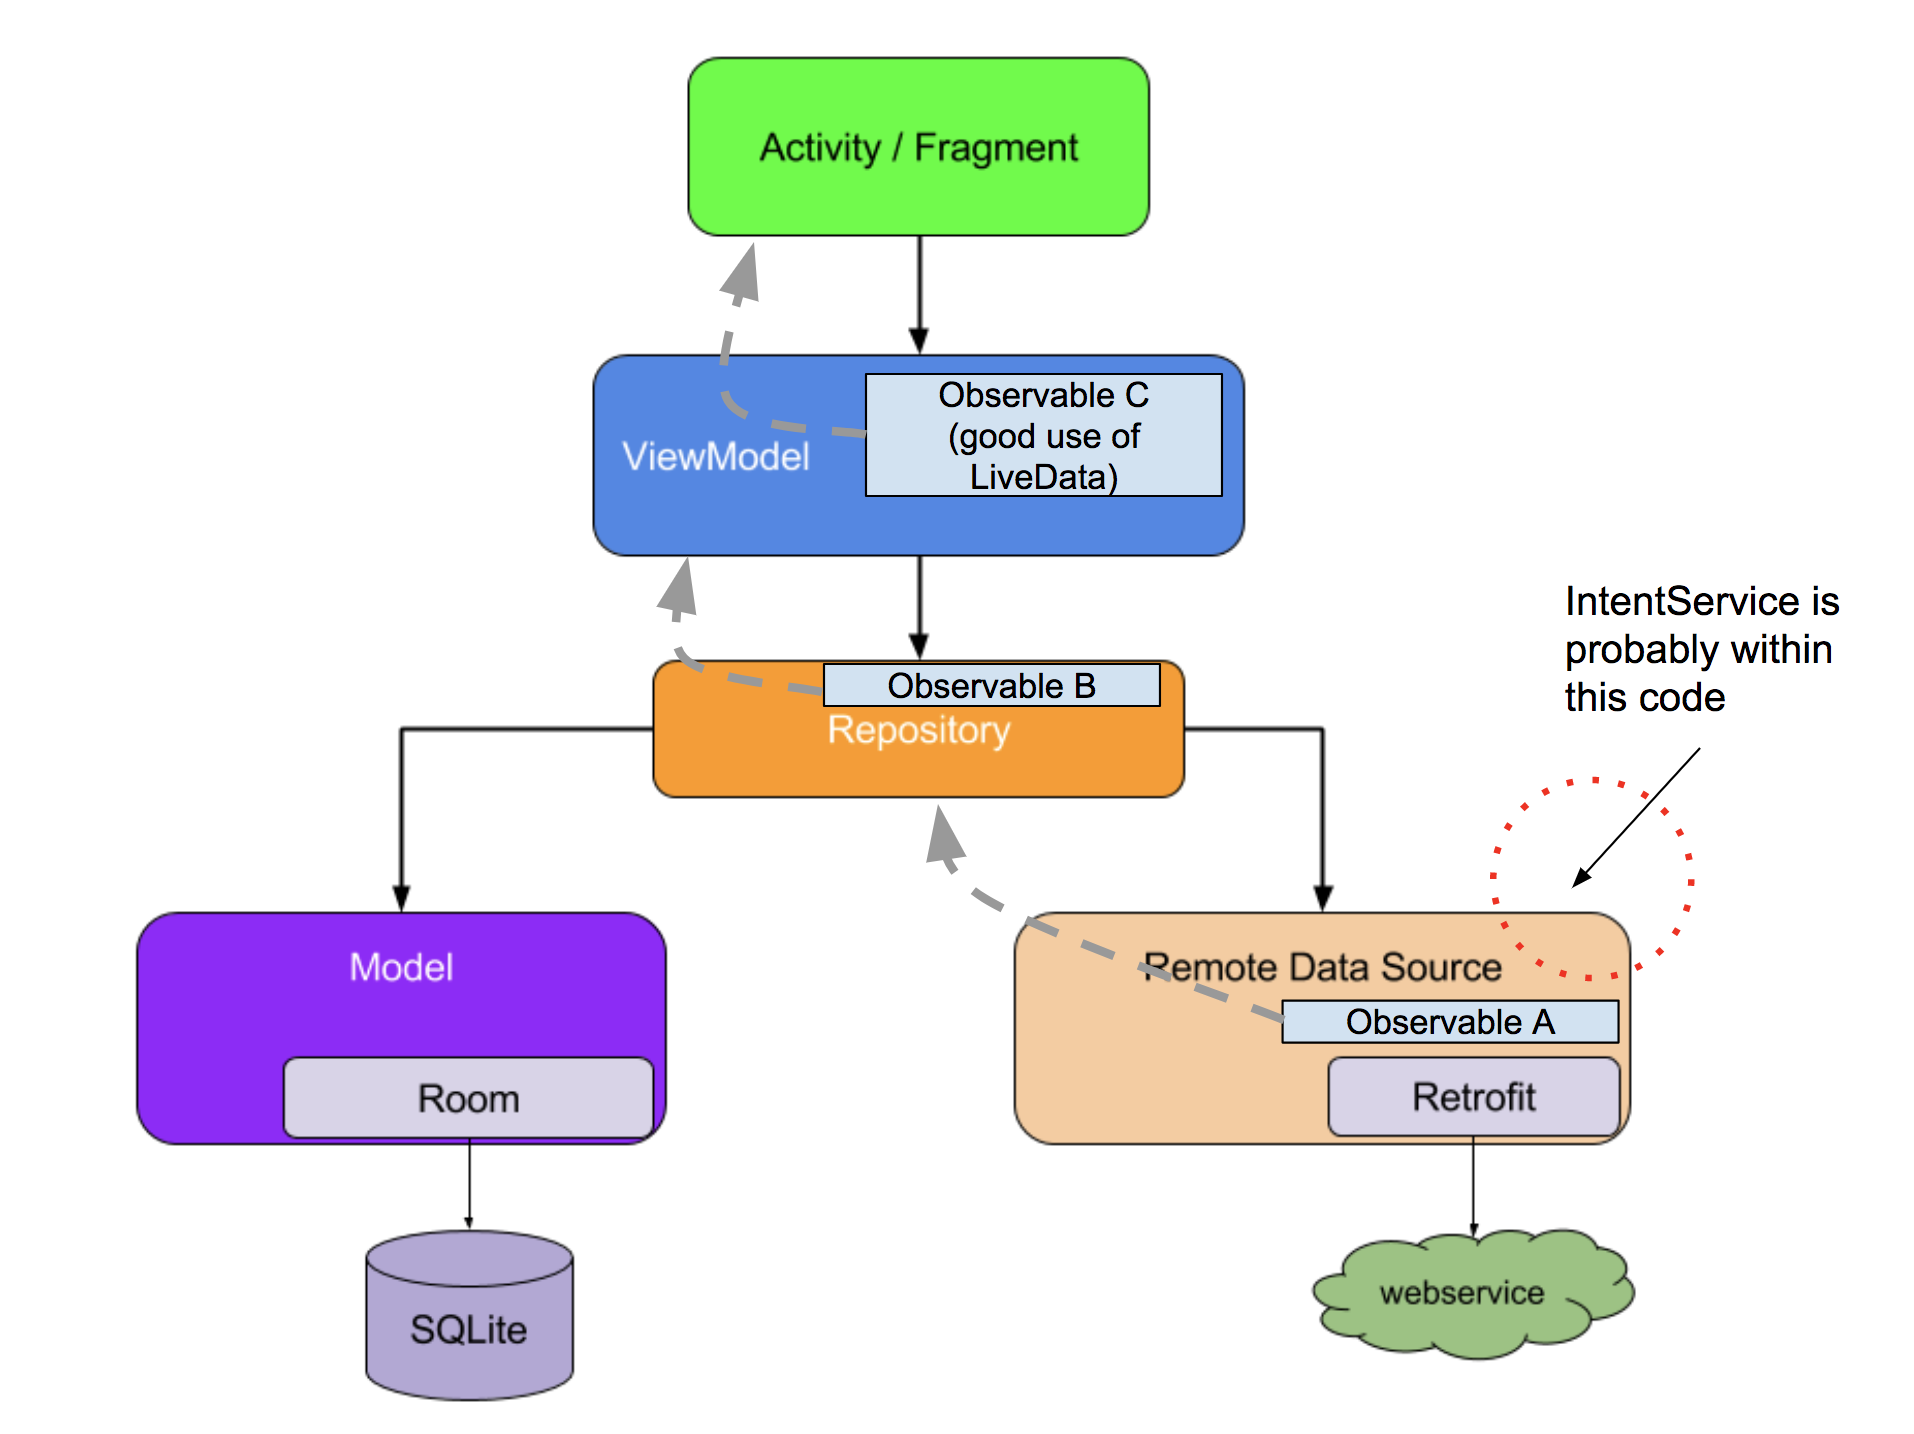 Activity / Fragment
Observable C
(good use of
LiveData)
ViewModel
IntentService is
probably within
this code
Observable B
Repository
Model
Remote Data Source
Observable A
Room
Retrofit
SQLite
webservice